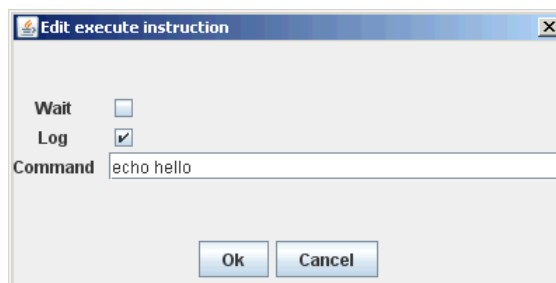 Edit execute instruction
Wait
Log
Command echo hello
Ok Cancel